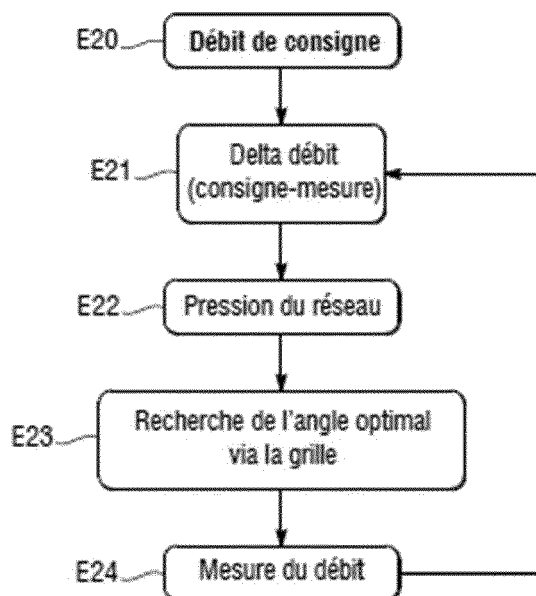 E20
Débit de consigne
E21
Delta débit
(consigne-mesure)
E22
Pression du réseau
E23
Recherche de l'angle optimal
via la grille
E24
Mesure du débit